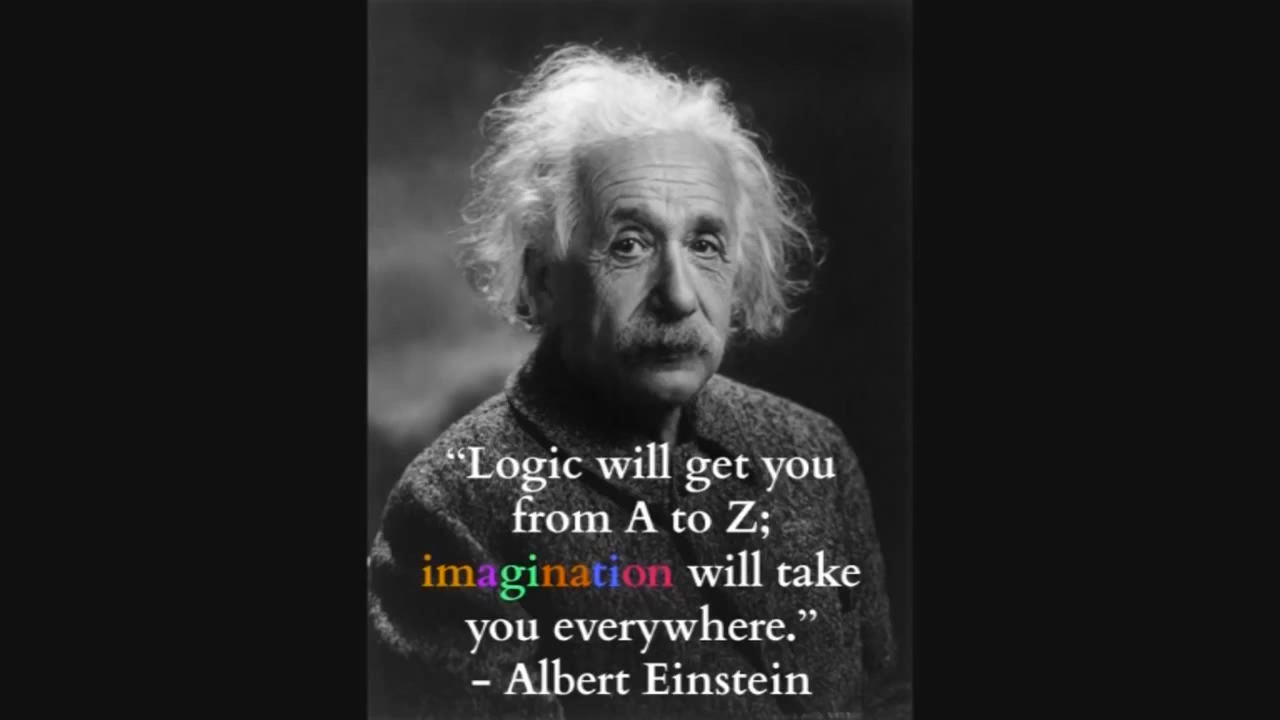 “Logic will get you
from A to Z;
imagination will take
you everywhere.”
– Albert Einstein